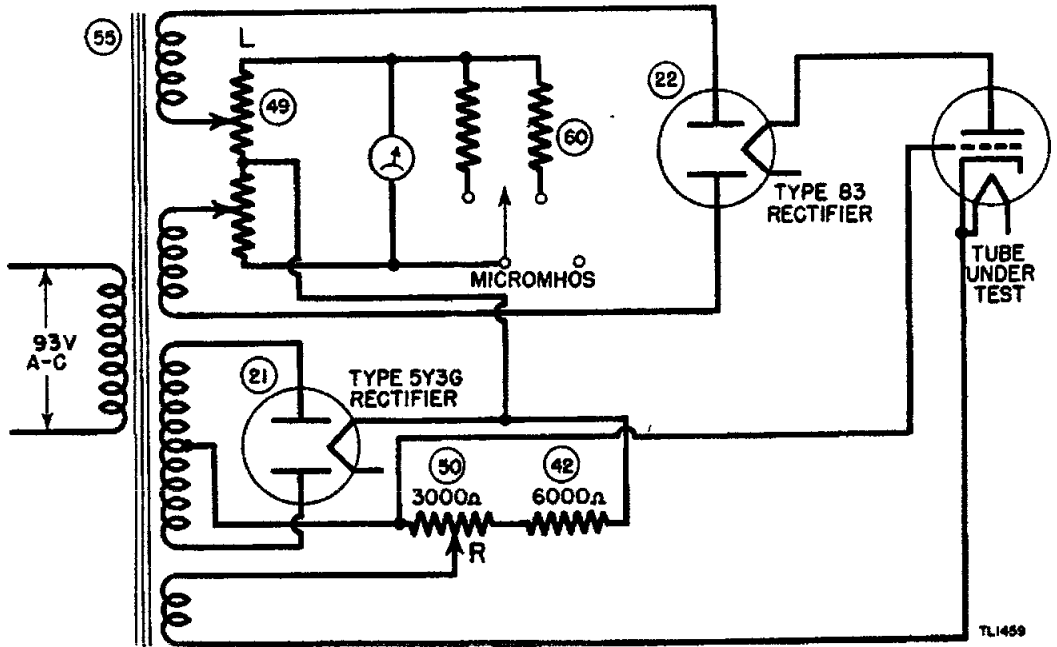 55
L
49
60
22
TYPE 83
RECTIFIER
TUBE
UNDER
TEST
MICROMHOS
93V
A-C
21
TYPE 5Y3G
RECTIFIER
50
3000Ω
42
6000Ω
R
TL1459